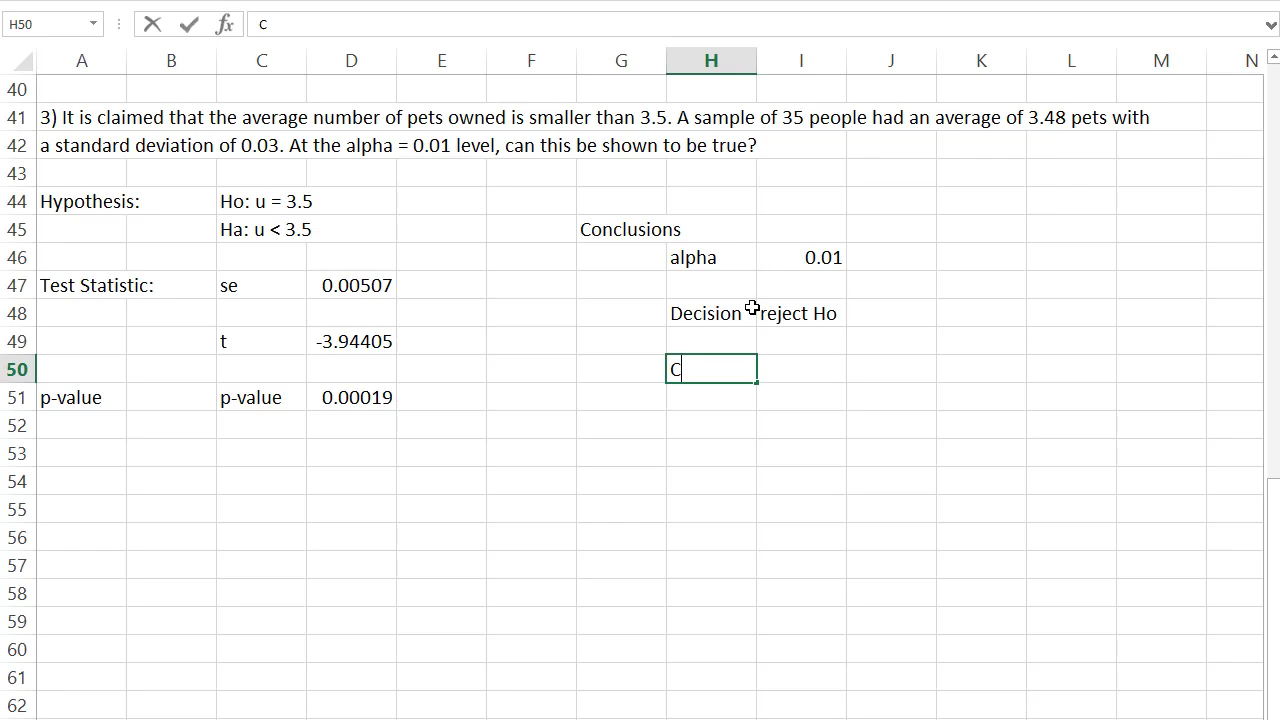 H50 fx C
A B C D E F G H I J K L M N
40
41 3) It is claimed that the average number of pets owned is smaller than 3.5. A sample of 35 people had an average of 3.48 pets with
42 a standard deviation of 0.03. At the alpha = 0.01 level, can this be shown to be true?
43
44 Hypothesis: Ho: u = 3.5
45 Ha: u < 3.5 Conclusions
46 alpha 0.01
47 Test Statistic: se 0.00507
48 Decision reject Ho
49 t -3.94405
50 C
51 p-value p-value 0.00019
52
53
54
55
56
57
58
59
60
61
62